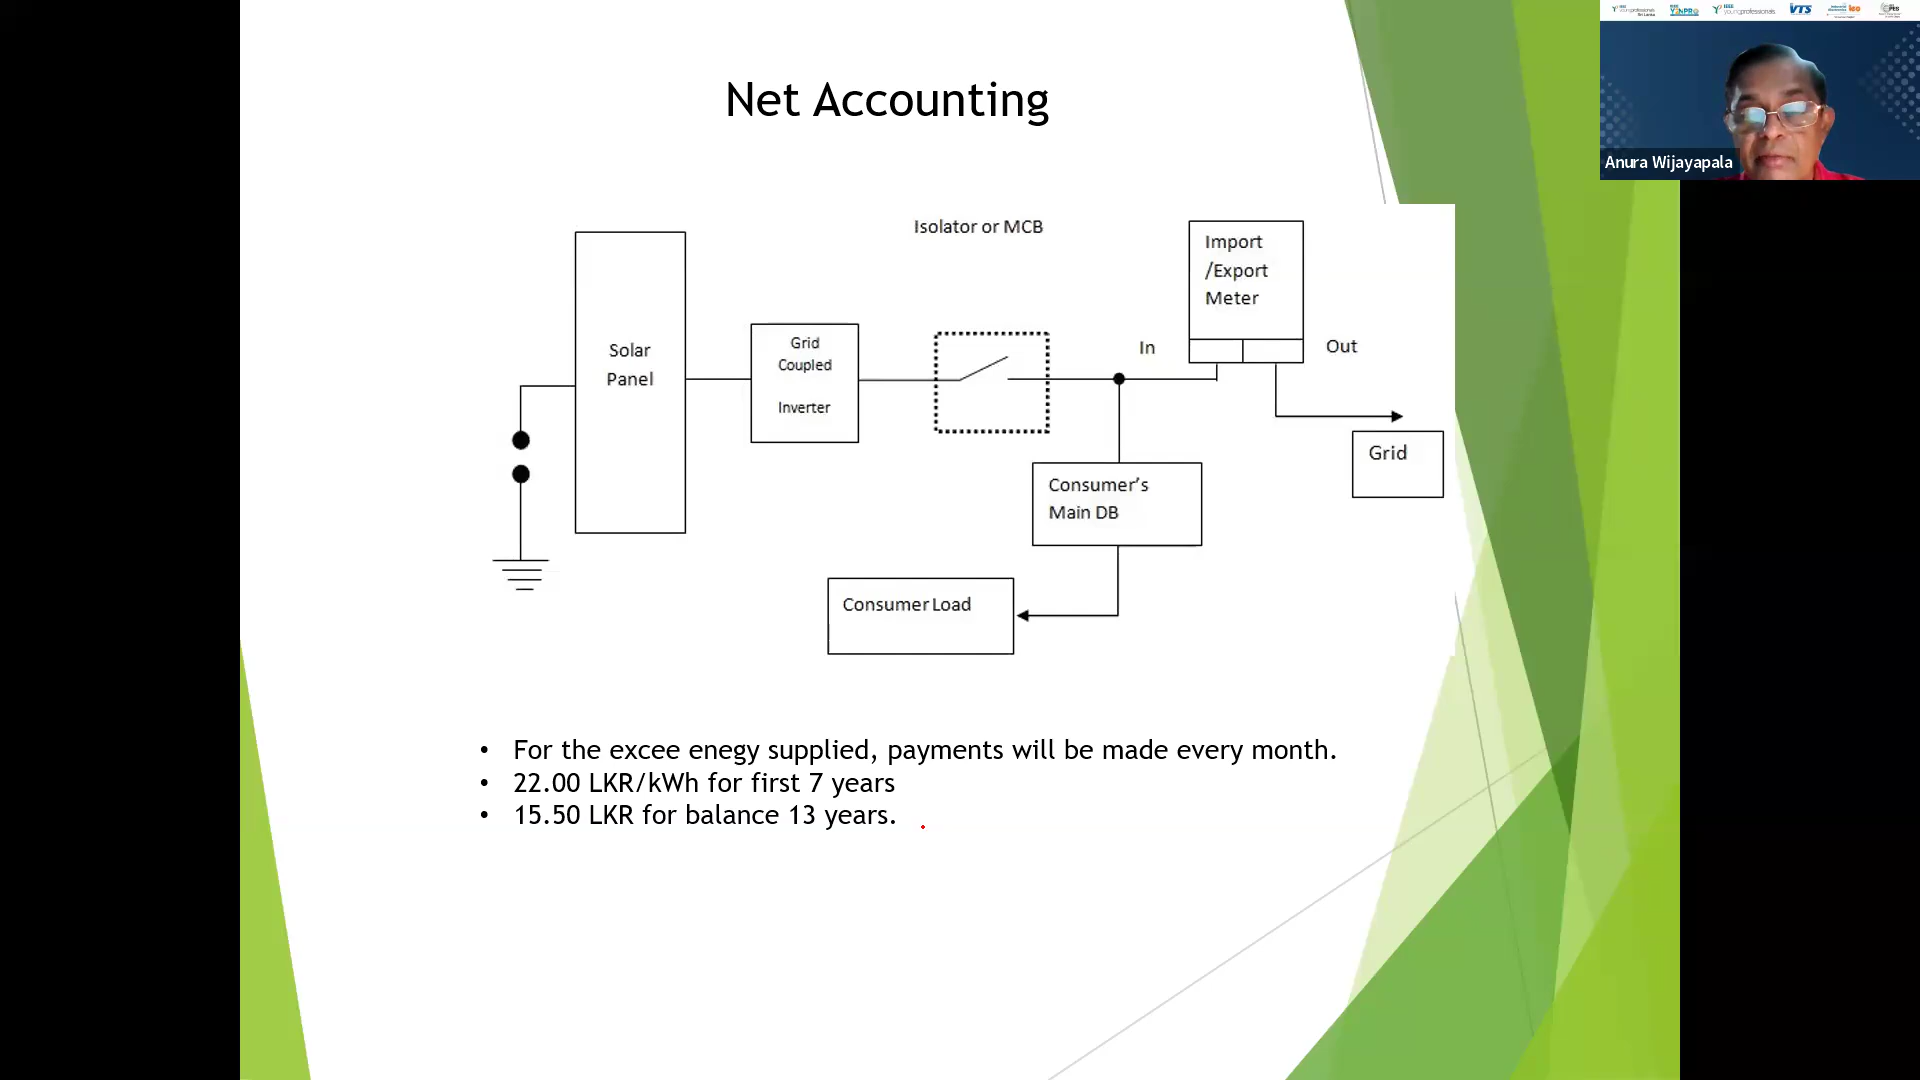 Net Accounting
Anura Wijayapala
Isolator or MCB
Import
/Export
Meter
Solar
Panel
Grid
Coupled
Inverter
In
Out
Grid
Consumer's
Main DB
Consumer Load
• For the excee enegy supplied, payments will be made every month.
• 22.00 LKR/kWh for first 7 years
• 15.50 LKR for balance 13 years.
VTS